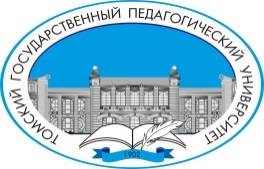 ТОМСКИЙ ГОСУДАРСТВЕННЫЙ ПЕДАГОГИЧЕСКИЙ УНИВЕРСИТЕТ
1902